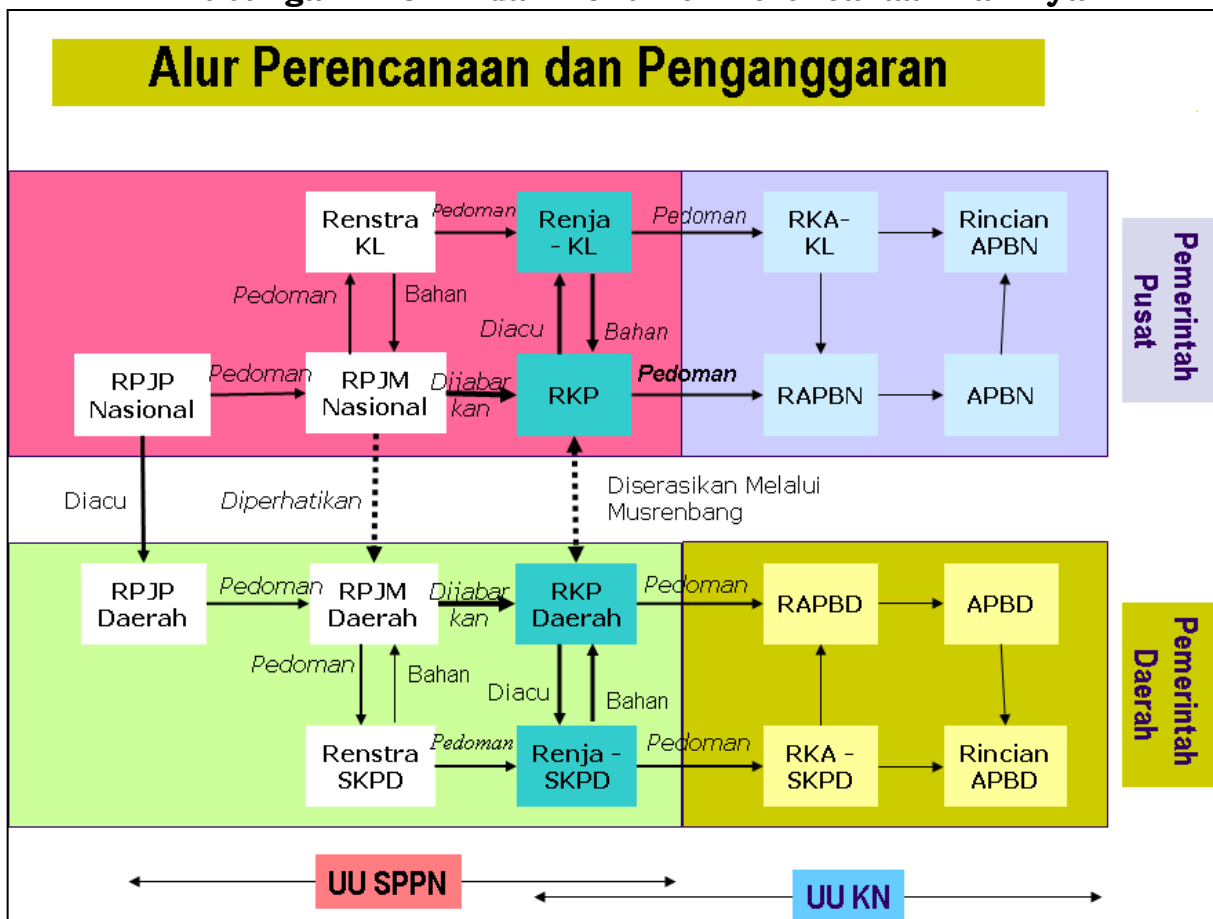 Alur Perencanaan dan Penganggaran
Renstra
KL
Pedoman
Renja
- KL
Pedoman
RKA-
KL
Rincian
APBN
Pemerintah
Pusat
Pedoman
Bahan
Diacu
Bahan
RPJP
Nasional
Pedoman
RPJM
Nasional
Dijabar
kan
RKP
Pedoman
RAPBN
APBN
Diacu
Diperhatikan
Diserasikan Melalui
Musrenbang
RPJP
Daerah
Pedoman
RPJM
Daerah
Dijabar
kan
RKP
Daerah
Pedoman
RAPBD
APBD
Pemerintah
Daerah
Pedoman
Bahan
Diacu
Bahan
Renstra
SKPD
Pedoman
Renja -
SKPD
Pedoman
RKA -
SKPD
Rincian
APBD
UU SPPN
UU KN